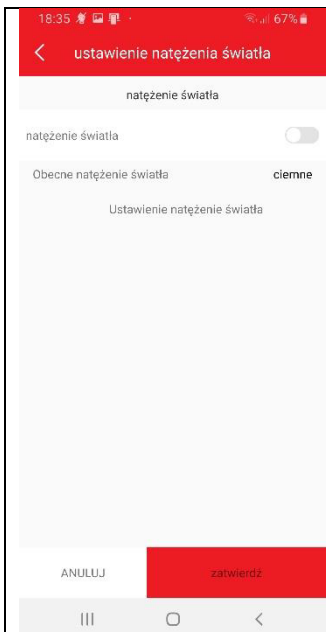 18:35 67%
ustawienie natężenia światła
natężenie światła
natężenie światła
Obecne natężenie światła ciemne
Ustawienie natężenie światła
ANULUJ zatwierdź